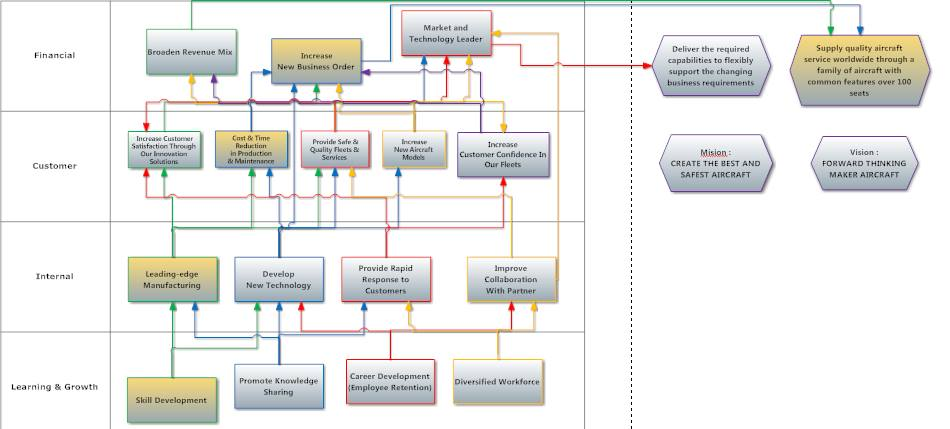 Financial
Broaden Revenue Mix
Increase
New Business Order
Market and
Technology Leader
Deliver the required
capabilities to flexibly
support the changing
business requirements
Supply quality aircraft
service worldwide through a
family of aircraft with
common features over 100
seats
Customer
Increase Customer
Satisfaction Through
Our Innovation
Solutions
Cost & Time
Reduction
in Production
& Maintenance
Provide Safe &
Quality Fleets &
Services
Increase
New Aircraft
Models
Increase
Customer Confidence In
Our Fleets
Mision :
CREATE THE BEST AND
SAFEST AIRCRAFT
Vision :
FORWARD THINKING
MAKER AIRCRAFT
Internal
Leading-edge
Manufacturing
Develop
New Technology
Provide Rapid
Response to
Customers
Improve
Collaboration
With Partner
Learning & Growth
Skill Development
Promote Knowledge
Sharing
Career Development
(Employee Retention)
Diversified Workforce